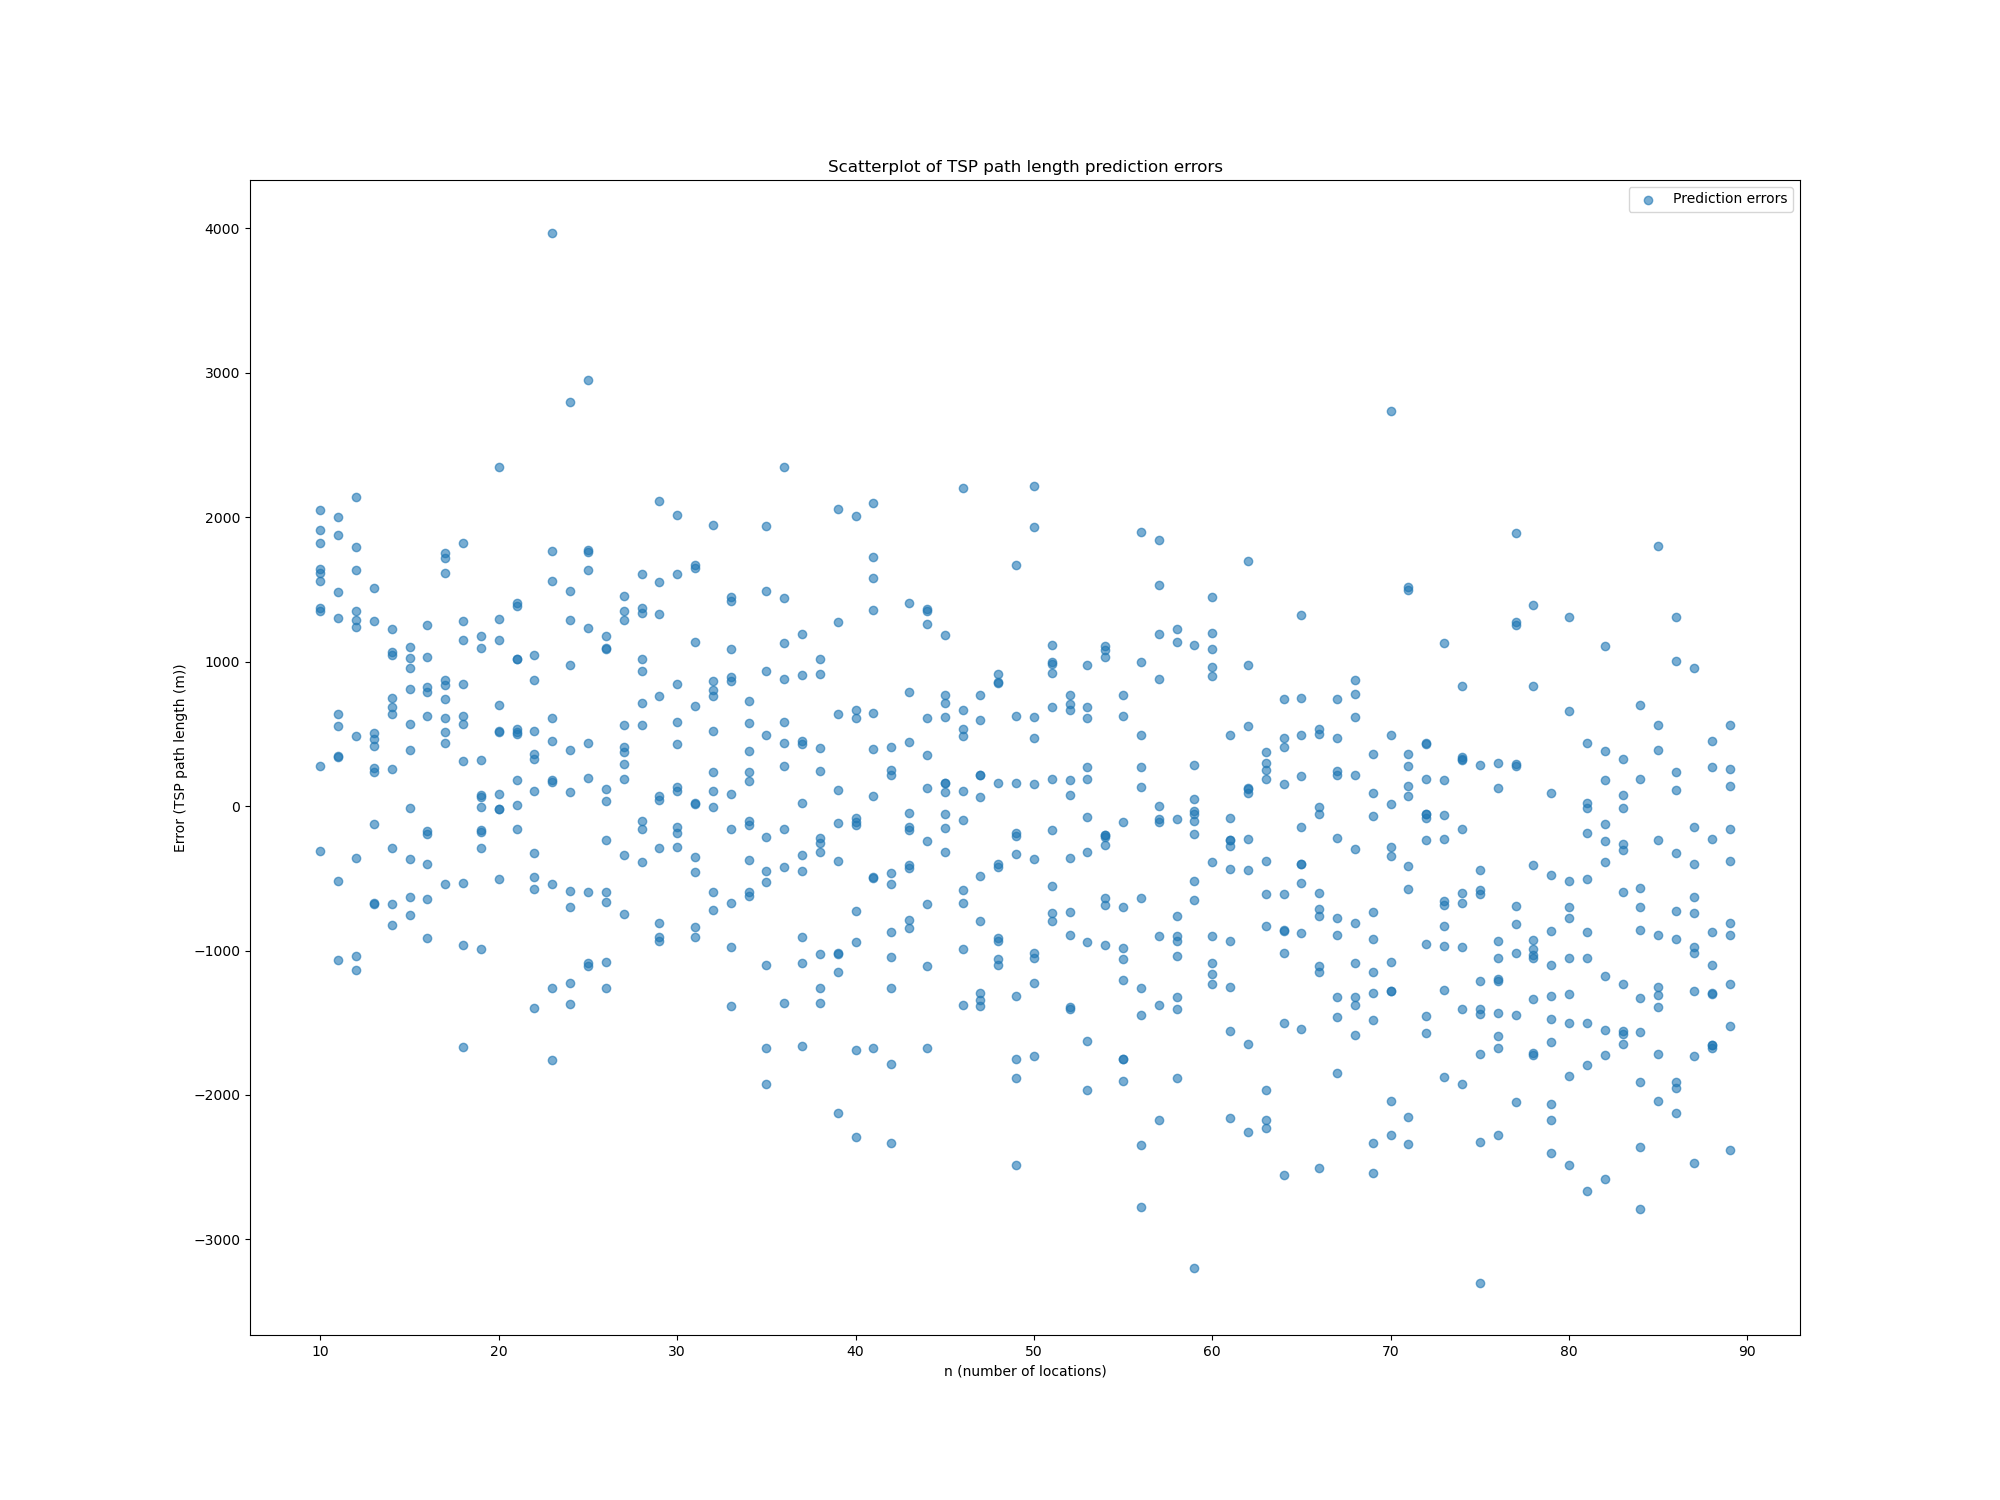 Scatterplot of TSP path length prediction errors
Prediction errors
4000
3000
2000
1000
0
−1000
−2000
−3000
Error (TSP path length (m))
10 20 30 40 50 60 70 80 90
n (number of locations)